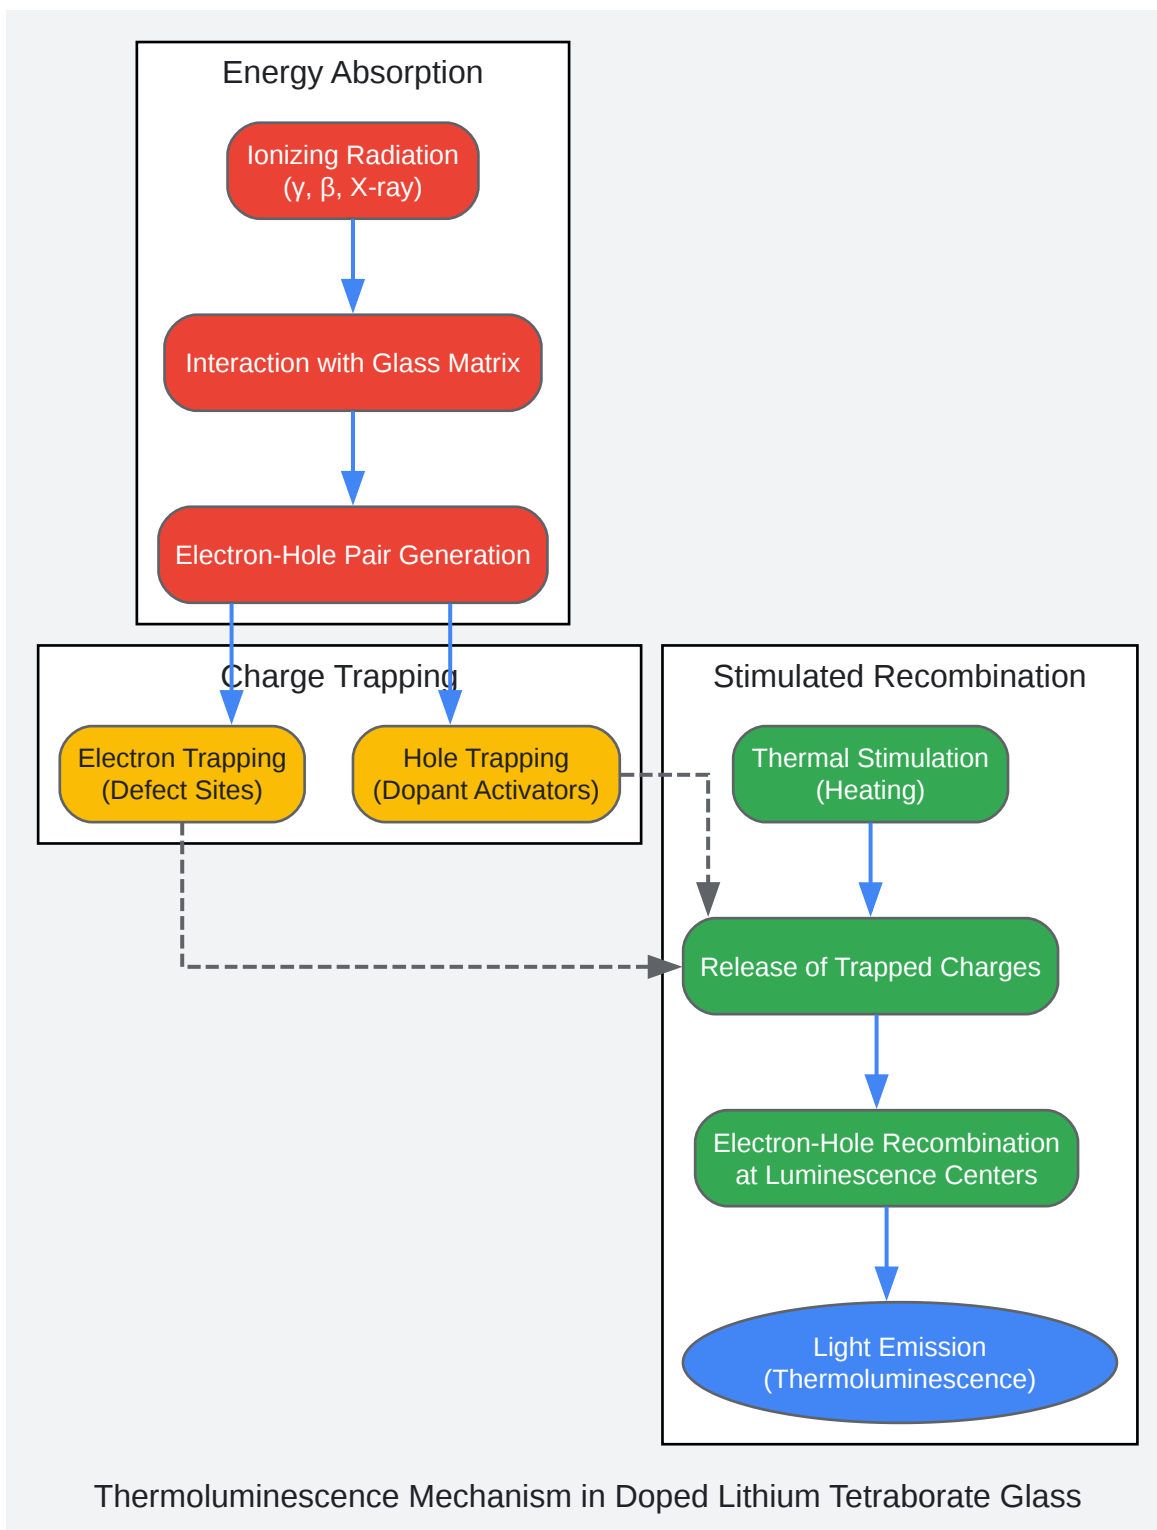 Energy Absorption
Ionizing Radiation
(γ, β, X-ray)
Interaction with Glass Matrix
Electron-Hole Pair Generation
Charge Trapping
Electron Trapping
(Defect Sites)
Hole Trapping
(Dopant Activators)
Stimulated Recombination
Thermal Stimulation
(Heating)
Release of Trapped Charges
Electron-Hole Recombination
at Luminescence Centers
Light Emission
(Thermoluminescence)
Thermoluminescence Mechanism in Doped Lithium Tetraborate Glass